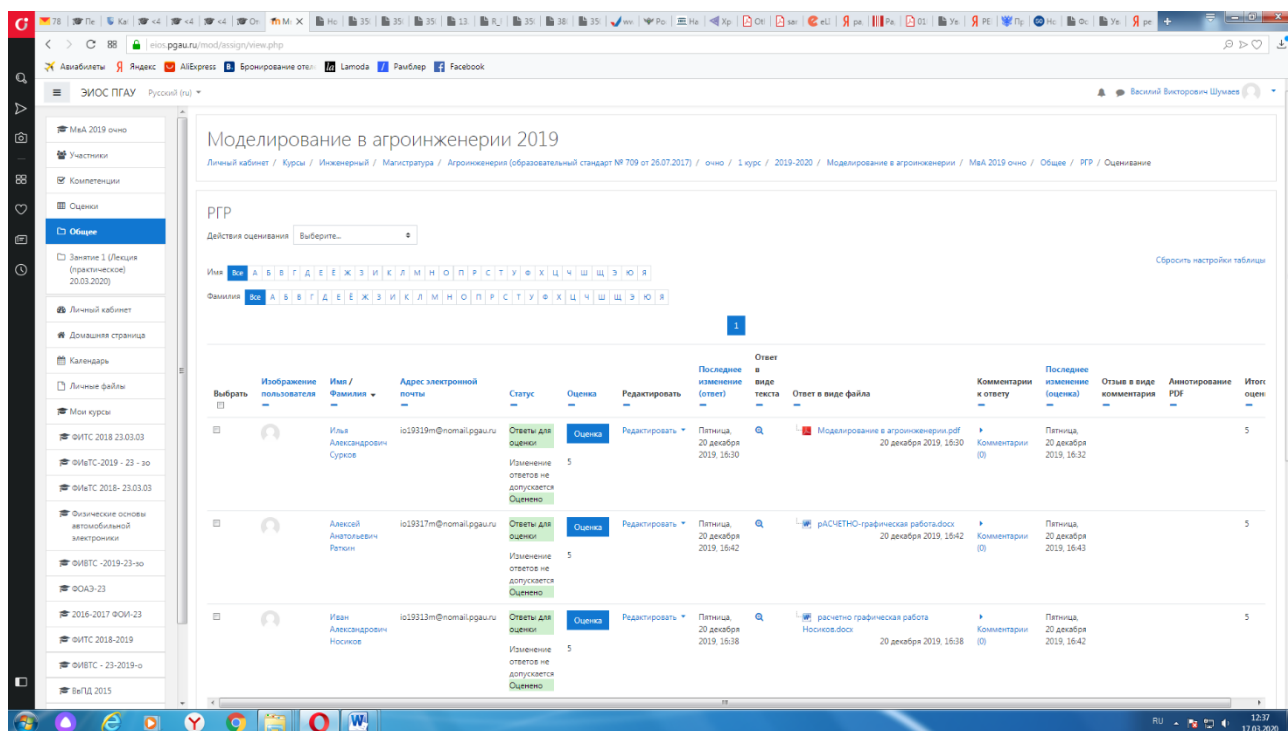 78
eios.pgau.ru/mod/assign/view.php
Авиабилеты Яндекс AliExpress Бронирование отел Lamoda Рамблер Facebook
ЭИОС ПГАУ Русский (ru)
Василий Викторович Шумаев
МвА 2019 очно
Участники
Компетенции
Оценки
Общее
Занятие 1 (Лекция
(практическое)
20.03.2020)
Личный кабинет
Домашняя страница
Календарь
Личные файлы
Мои курсы
ФИТС 2018 23.03.03
ФИвТС-2019 - 23 - зо
ФИвТС 2018- 23.03.03
Физические основы
автомобильной
электроники
ФИВТС -2019-23-зо
ФОАЭ-23
2016-2017 ФОИ-23
ФИТС 2018-2019
ФИВТС - 23-2019-о
ВвПД 2015
Моделирование в агроинженерии 2019
Личный кабинет / Курсы / Инженерный / Магистратура / Агроинженерия (образовательный стандарт № 709 от 26.07.2017) / очно / 1 курс / 2019-2020 / Моделирование в агроинженерии / МвА 2019 очно / Общее / РГР / Оценивание
РГР
Действия оценивания Выберите...
Сбросить настройки таблицы
Имя Все А Б В Г Д Е Ё Ж З И К Л М Н О П Р С Т У Ф Х Ц Ч Ш Щ Э Ю Я
Фамилия Все А Б В Г Д Е Ё Ж З И К Л М Н О П Р С Т У Ф Х Ц Ч Ш Щ Э Ю Я
1
Выбрать
Изображение
пользователя
Имя /
Фамилия
Адрес электронной
почты
Статус
Оценка
Редактировать
Последнее
изменение
(ответ)
Ответ
в
виде
текста
Ответ в виде файла
Комментарии
к ответу
Последнее
изменение
(оценка)
Отзыв в виде
комментария
Аннотирование
PDF
Итого
оцен
Илья
Александрович
Сурков
io19319m@nomail.pgau.ru
Ответы для
оценки
Изменение
ответов не
допускается
Оценено
Оценка
5
Редактировать
Пятница,
20 декабря
2019, 16:30
Моделирование в агроинженерии.pdf
20 декабря 2019, 16:30
Комментарии
(0)
Пятница,
20 декабря
2019, 16:32
5
Алексей
Анатольевич
Ратюин
io19317m@nomail.pgau.ru
Ответы для
оценки
Изменение
ответов не
допускается
Оценено
Оценка
5
Редактировать
Пятница,
20 декабря
2019, 16:42
рАСЧЕТНО-графическая работа.docx
20 декабря 2019, 16:42
Комментарии
(0)
Пятница,
20 декабря
2019, 16:43
5
Иван
Александрович
Носиков
io19313m@nomail.pgau.ru
Ответы для
оценки
Изменение
ответов не
допускается
Оценено
Оценка
5
Редактировать
Пятница,
20 декабря
2019, 16:38
расчетно графическая работа
Носиков.docx
20 декабря 2019, 16:38
Комментарии
(0)
Пятница,
20 декабря
2019, 16:42
5
RU
12:37
17.03.2020